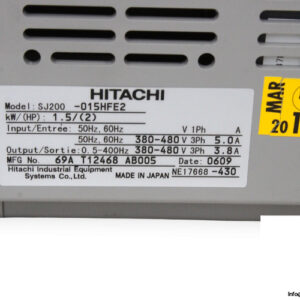 HITACHI
Model: SJ200 -015HFE2
kW/(HP): 1.5/(2)
Input/Entrée: 50Hz,60Hz V 1Ph A
50Hz,60Hz 380-480 V 3Ph 5.0A
Output/Sortie: 0.5-400Hz 380-480 V 3Ph 3.8A
MFG No. 69A T12468 AB005 Date: 0609
Hitachi Industrial Equipment
Systems Co., Ltd. MADE IN JAPAN NE17668-430
MAR
20